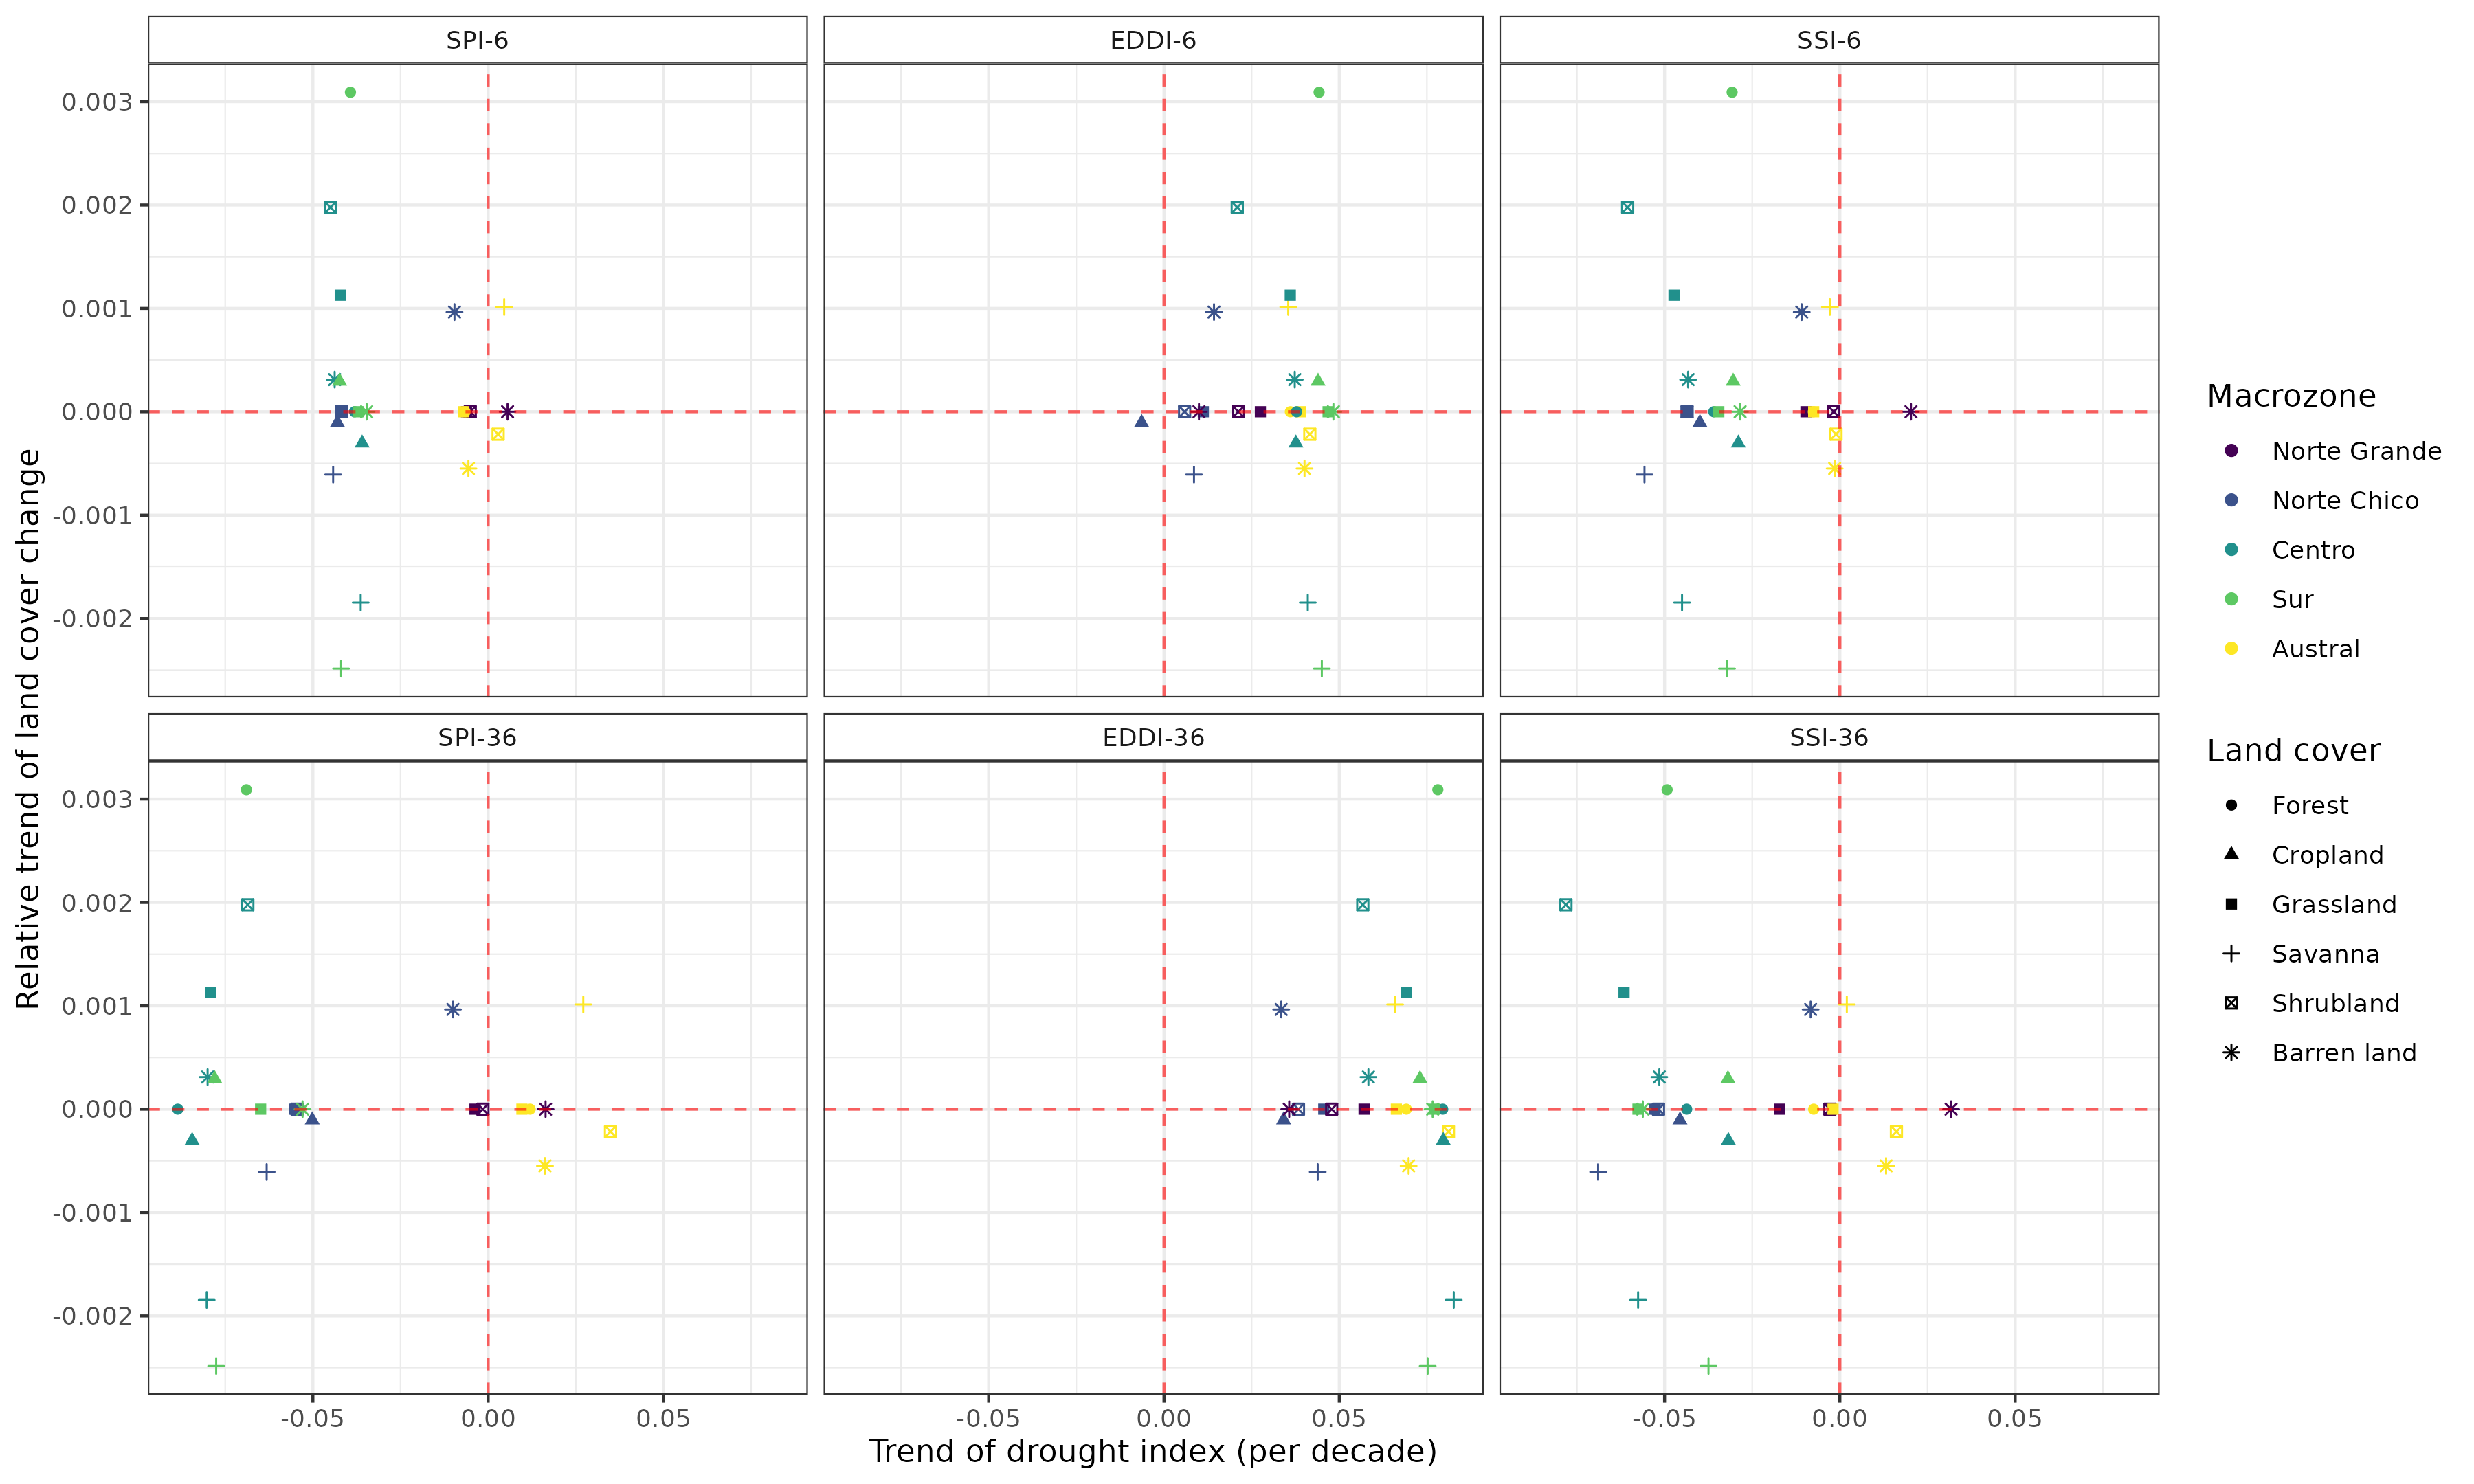 SPI-6
EDDI-6
SSI-6
0.003
0.002
0.001
0.000
-0.001
-0.002
SPI-36
EDDI-36
SSI-36
0.003
0.002
0.001
0.000
-0.001
-0.002
-0.05 0.00 0.05
-0.05 0.00 0.05
-0.05 0.00 0.05
Trend of drought index (per decade)
Relative trend of land cover change
Macrozone
Norte Grande
Norte Chico
Centro
Sur
Austral
Land cover
Forest
Cropland
Grassland
Savanna
Shrubland
Barren land